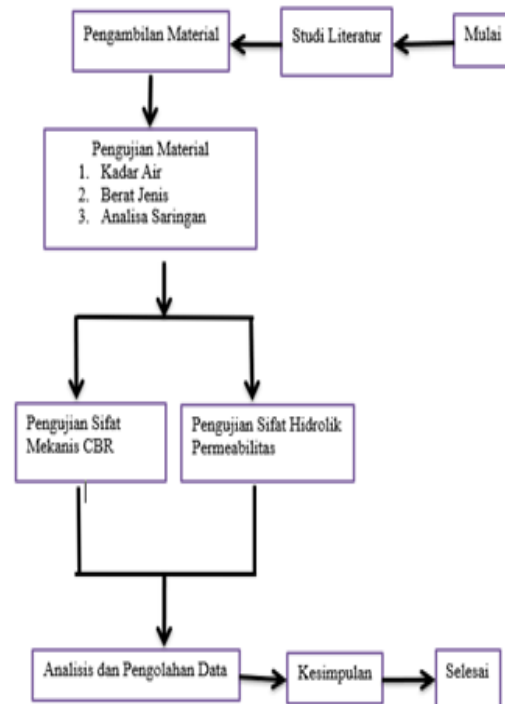 Mulai
Studi Literatur
Pengambilan Material
Pengujian Material
1. Kadar Air
2. Berat Jenis
3. Analisa Saringan
Pengujian Sifat
Mekanis CBR
Pengujian Sifat Hidrolik
Permeabilitas
Analisis dan Pengolahan Data
Kesimpulan
Selesai